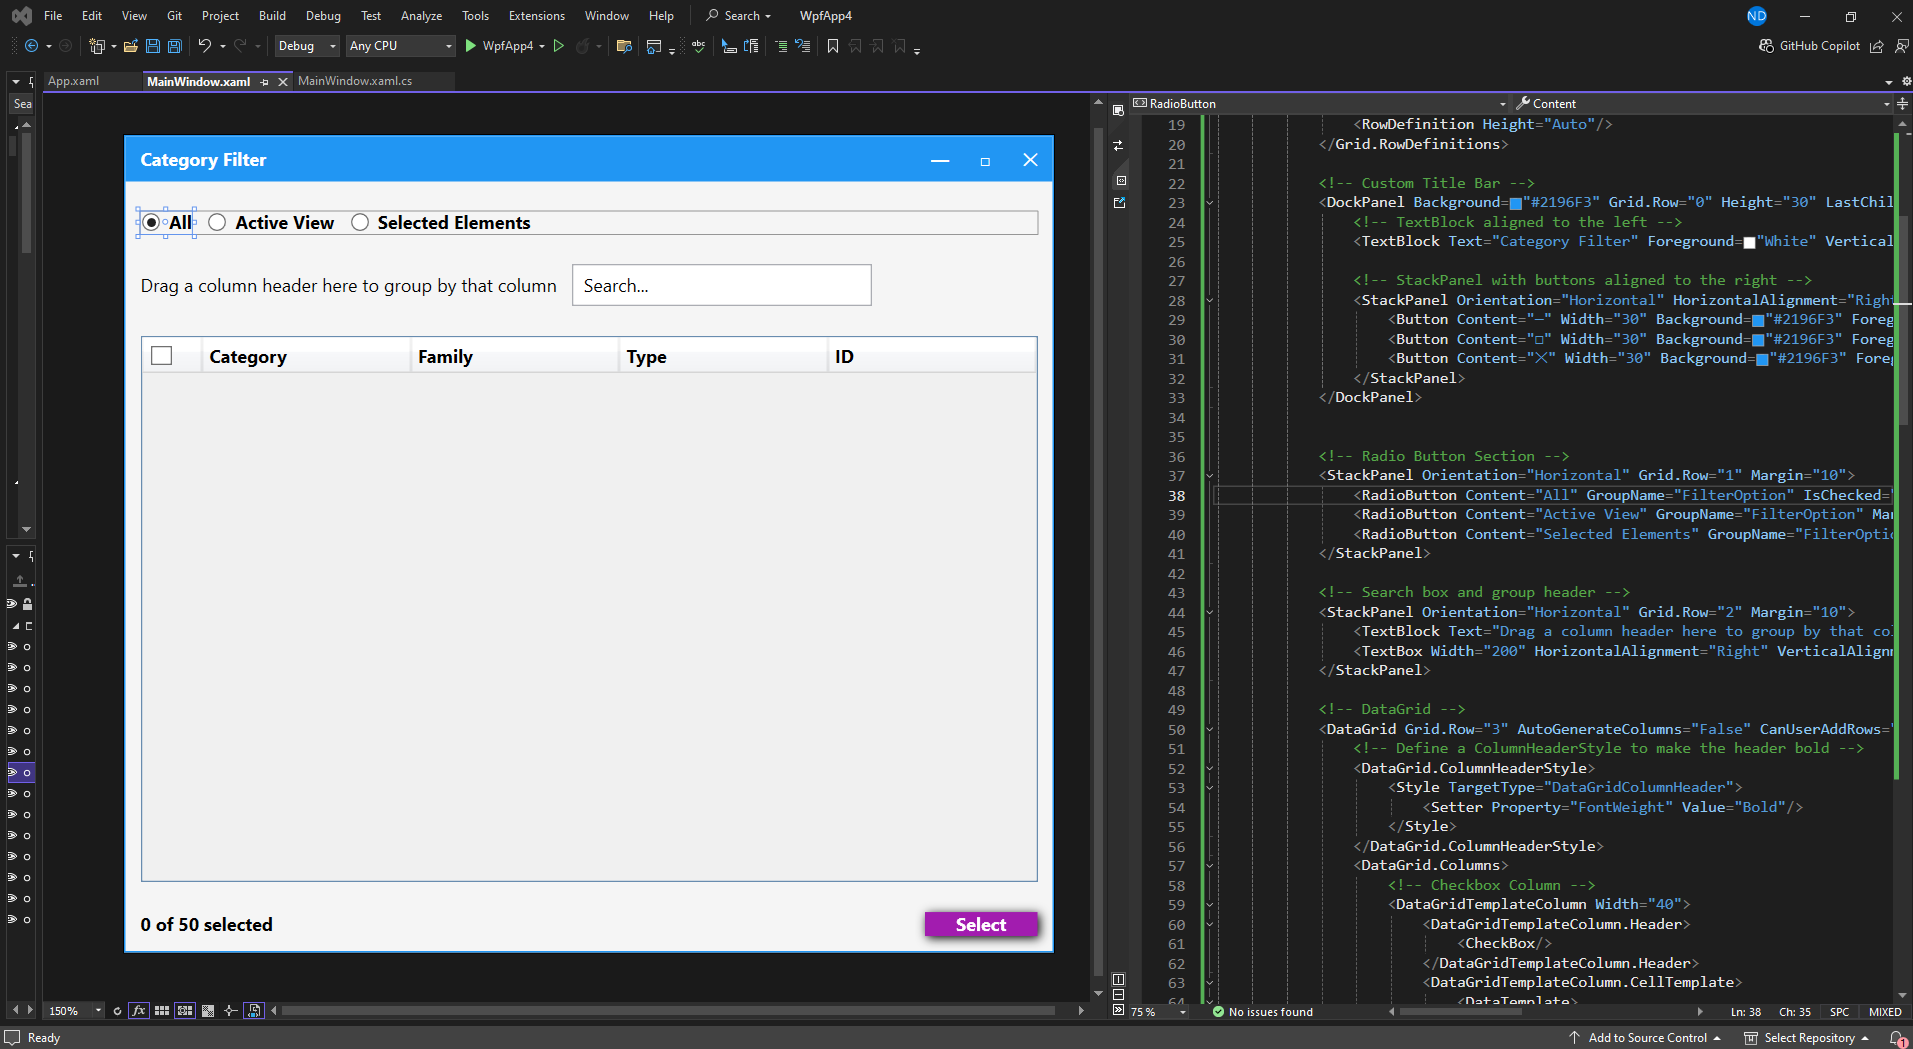 File Edit View Git Project Build Debug Test Analyze Tools Extensions Window Help Search WpfApp4 ND
Debug Any CPU WpfApp4 GitHub Copilot
App.xaml MainWindow.xaml MainWindow.xaml.cs
Sea
Category Filter
All Active View Selected Elements
Drag a column header here to group by that column Search...
Category Family Type ID
0 of 50 selected Select
150%
RadioButton Content
19 <RowDefinition Height="Auto"/>
20 </Grid.RowDefinitions>
21
22 <!-- Custom Title Bar -->
23 <DockPanel Background="#2196F3" Grid.Row="0" Height="30" LastChil
24 <!-- TextBlock aligned to the left -->
25 <TextBlock Text="Category Filter" Foreground="White" Vertical
26
27 <!-- StackPanel with buttons aligned to the right -->
28 <StackPanel Orientation="Horizontal" HorizontalAlignment="Right
29 <Button Content="—" Width="30" Background="#2196F3" Foreg
30 <Button Content="□" Width="30" Background="#2196F3" Foreg
31 <Button Content="╳" Width="30" Background="#2196F3" Foreg
32 </StackPanel>
33 </DockPanel>
34
35
36 <!-- Radio Button Section -->
37 <StackPanel Orientation="Horizontal" Grid.Row="1" Margin="10">
38 <RadioButton Content="All" GroupName="FilterOption" IsChecked="
39 <RadioButton Content="Active View" GroupName="FilterOption" Mar
40 <RadioButton Content="Selected Elements" GroupName="FilterOptio
41 </StackPanel>
42
43 <!-- Search box and group header -->
44 <StackPanel Orientation="Horizontal" Grid.Row="2" Margin="10">
45 <TextBlock Text="Drag a column header here to group by that co
46 <TextBox Width="200" HorizontalAlignment="Right" VerticalAlignm
47 </StackPanel>
48
49 <!-- DataGrid -->
50 <DataGrid Grid.Row="3" AutoGenerateColumns="False" CanUserAddRows="
51 <!-- Define a ColumnHeaderStyle to make the header bold -->
52 <DataGrid.ColumnHeaderStyle>
53 <Style TargetType="DataGridColumnHeader">
54 <Setter Property="FontWeight" Value="Bold"/>
55 </Style>
56 </DataGrid.ColumnHeaderStyle>
57 <DataGrid.Columns>
58 <!-- Checkbox Column -->
59 <DataGridTemplateColumn Width="40">
60 <DataGridTemplateColumn.Header>
61 <CheckBox/>
62 </DataGridTemplateColumn.Header>
63 <DataGridTemplateColumn.CellTemplate>
64 <DataTemplate>
75 % No issues found Ln: 38 Ch: 35 SPC MIXED
Ready Add to Source Control Select Repository 1